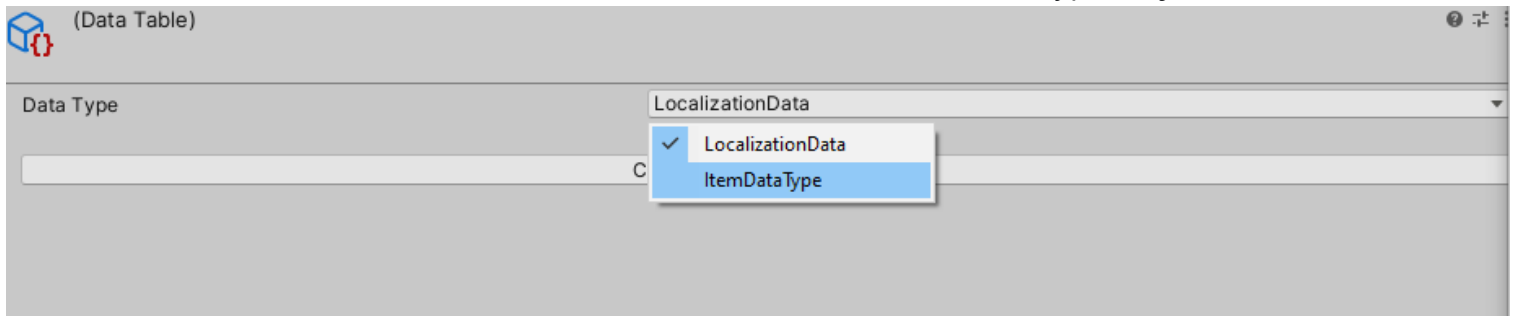 (Data Table)
Data Type
LocalizationData
LocalizationData
C
ItemDataType